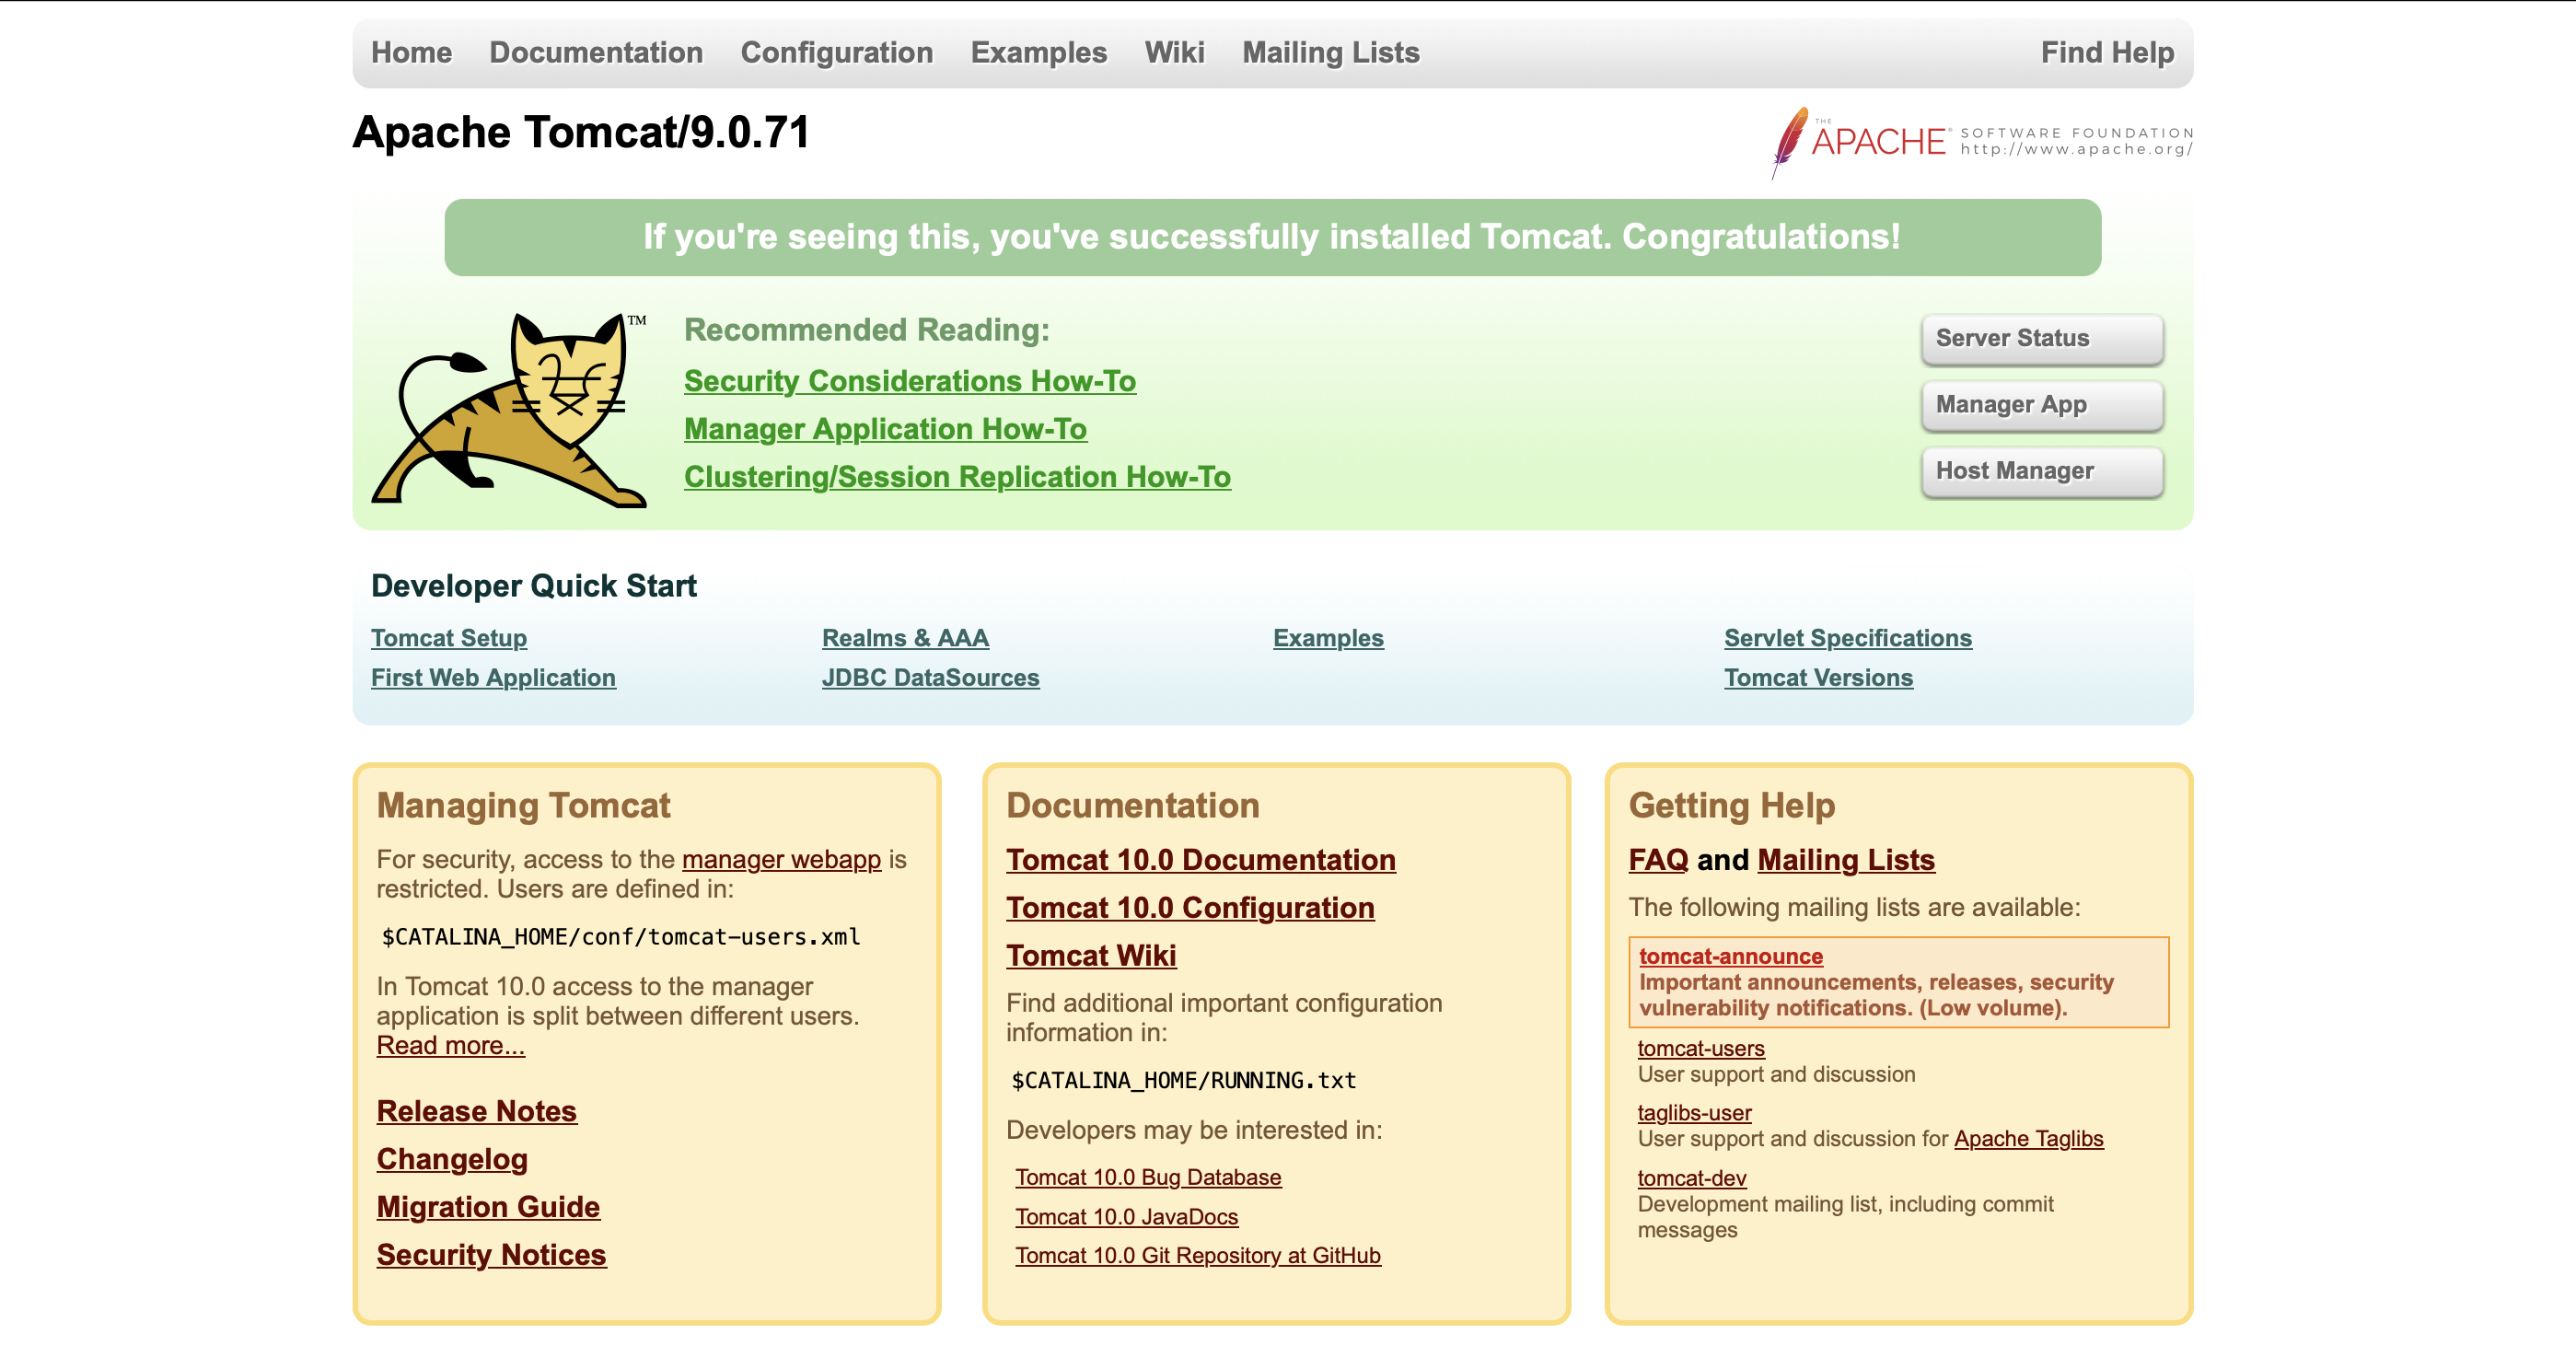 Home Documentation Configuration Examples Wiki Mailing Lists Find Help
Apache Tomcat/9.0.71
THE APACHE® SOFTWARE FOUNDATION
http://www.apache.org/
If you're seeing this, you've successfully installed Tomcat. Congratulations!
TM
Recommended Reading:
Security Considerations How-To
Manager Application How-To
Clustering/Session Replication How-To
Server Status
Manager App
Host Manager
Developer Quick Start
Tomcat Setup
First Web Application
Realms & AAA
JDBC DataSources
Examples
Servlet Specifications
Tomcat Versions
Managing Tomcat
For security, access to the manager webapp is
restricted. Users are defined in:
$CATALINA_HOME/conf/tomcat-users.xml
In Tomcat 10.0 access to the manager
application is split between different users.
Read more...
Release Notes
Changelog
Migration Guide
Security Notices
Documentation
Tomcat 10.0 Documentation
Tomcat 10.0 Configuration
Tomcat Wiki
Find additional important configuration
information in:
$CATALINA_HOME/RUNNING.txt
Developers may be interested in:
Tomcat 10.0 Bug Database
Tomcat 10.0 JavaDocs
Tomcat 10.0 Git Repository at GitHub
Getting Help
FAQ and Mailing Lists
The following mailing lists are available:
tomcat-announce
Important announcements, releases, security
vulnerability notifications. (Low volume).
tomcat-users
User support and discussion
taglibs-user
User support and discussion for Apache Taglibs
tomcat-dev
Development mailing list, including commit
messages